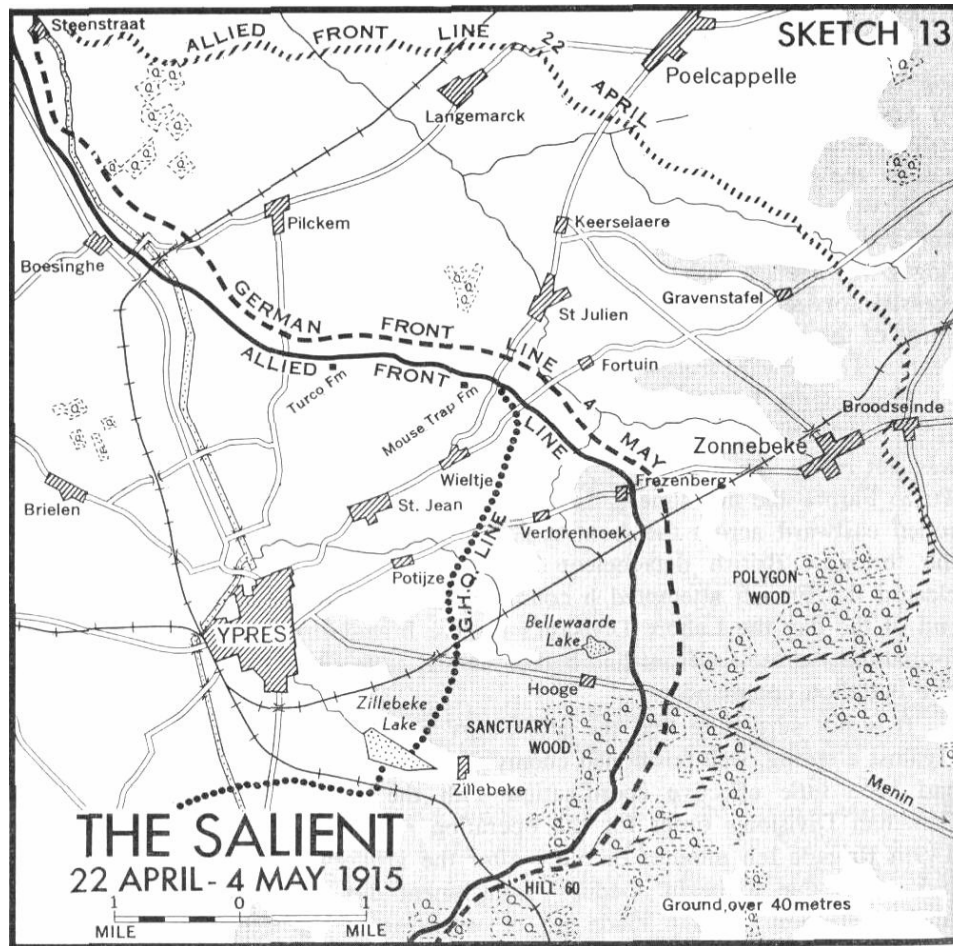 SKETCH 13
Steenstraat
ALLIED FRONT LINE 22 APRIL
Poelcappelle
Langemarck
Pilckem
Keerselaere
Boesinghe
Gravenstafel
St Julien
GERMAN FRONT LINE 4 MAY
ALLIED FRONT LINE
Fortuin
Turco Fm
Mouse Trap Fm
Broodseinde
Zonnebeke
Wieltje
Frezenberg
Brielen
St. Jean
Verlorenhoek
G.H.Q LINE
Potijze
POLYGON
WOOD
YPRES
Bellewaarde
Lake
Hooge
Zillebeke
Lake
SANCTUARY
WOOD
Zillebeke
Menin
THE SALIENT
22 APRIL - 4 MAY 1915
HILL 60
Ground, over 40 metres
1 0 1
MILE MILE